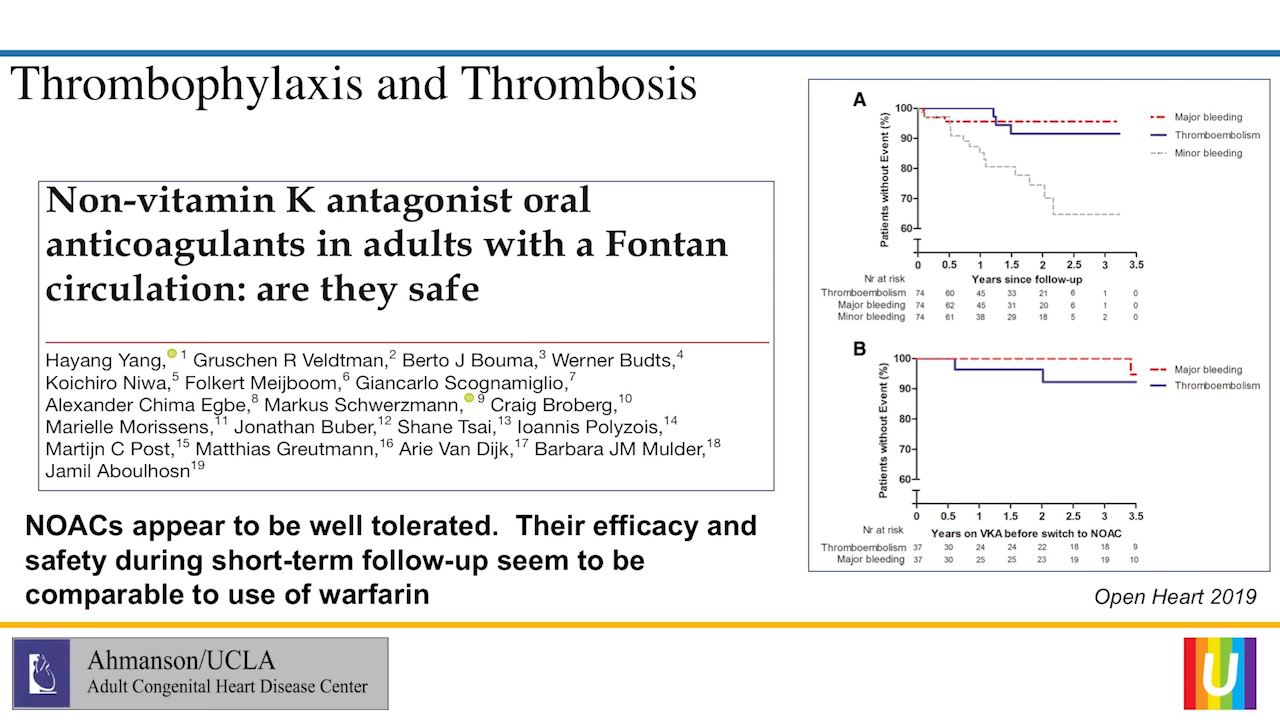 Thrombophylaxis and Thrombosis
Non-vitamin K antagonist oral
anticoagulants in adults with a Fontan
circulation: are they safe
Hayang Yang, 1 Gruschen R Veldtman,2 Berto J Bouma,3 Werner Budts,4
Koichiro Niwa,5 Folkert Meijboom,6 Giancarlo Scognamiglio,7
Alexander Chima Egbe,8 Markus Schwerzmann, 9 Craig Broberg,10
Marielle Morissens,11 Jonathan Buber,12 Shane Tsai,13 Ioannis Polyzois,14
Martijn C Post,15 Matthias Greutmann,16 Arie Van Dijk,17 Barbara JM Mulder,18
Jamil Aboulhosn19
NOACs appear to be well tolerated. Their efficacy and
safety during short-term follow-up seem to be
comparable to use of warfarin
A
Patients without Event (%)
100
90
80
70
60
0 0.5 1 1.5 2 2.5 3 3.5
Major bleeding
Thromboembolism
Minor bleeding
Nr at risk
Years since follow-up
Thromboembolism 74 60 45 33 21 6 1 0
Major bleeding 74 62 45 31 20 6 1 0
Minor bleeding 74 61 38 29 18 5 2 0
B
Patients without Event (%)
100
90
80
70
60
0 0.5 1 1.5 2 2.5 3 3.5
Major bleeding
Thromboembolism
Nr at risk
Years on VKA before switch to NOAC
Thromboembolism 37 30 24 24 22 18 18 9
Major bleeding 37 30 25 25 23 19 19 10
Open Heart 2019
Ahmanson/UCLA
Adult Congenital Heart Disease Center
U